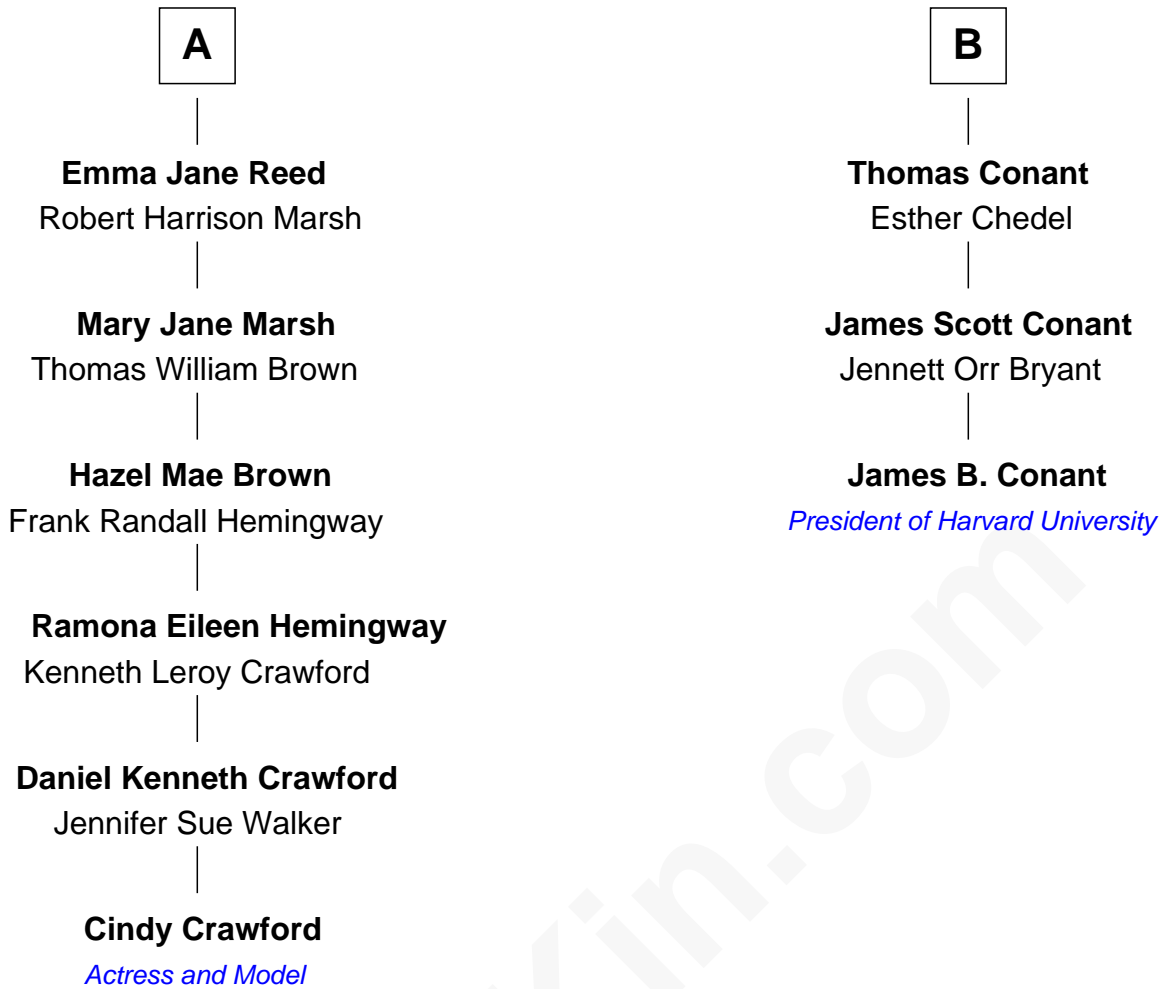 A
Emma Jane Reed
Robert Harrison Marsh
Mary Jane Marsh
Thomas William Brown
Hazel Mae Brown
Frank Randall Hemingway
Ramona Eileen Hemingway
Kenneth Leroy Crawford
Daniel Kenneth Crawford
Jennifer Sue Walker
Cindy Crawford
Actress and Model
B
Thomas Conant
Esther Chedel
James Scott Conant
Jennett Orr Bryant
James B. Conant
President of Harvard University
Kin.com